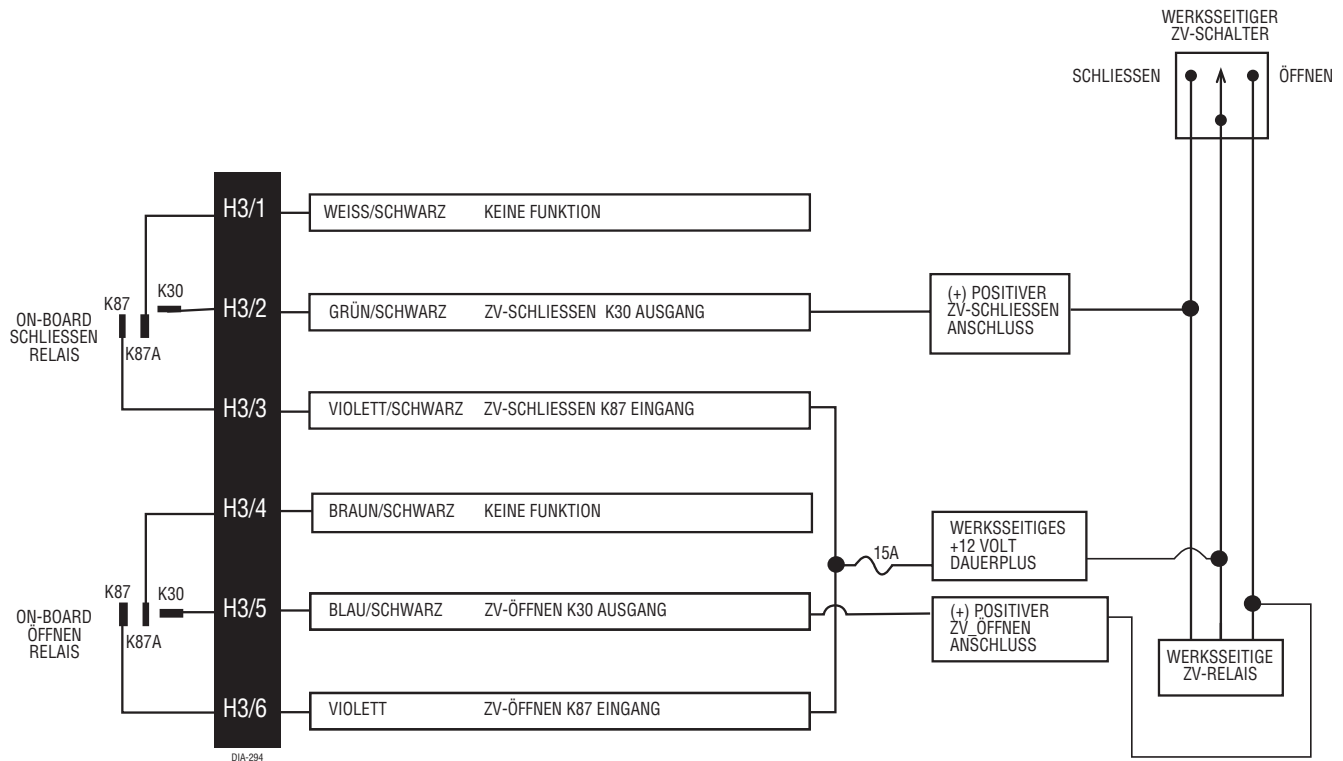 WERKSSEITIGER
ZV-SCHALTER
SCHLIESSEN
ÖFFNEN
H3/1
WEISS/SCHWARZ KEINE FUNKTION
K87
K30
K87A
ON-BOARD
SCHLIESSEN
RELAIS
H3/2
GRÜN/SCHWARZ ZV-SCHLIESSEN K30 AUSGANG
(+) POSITIVER
ZV-SCHLIESSEN
ANSCHLUSS
H3/3
VIOLETT/SCHWARZ ZV-SCHLIESSEN K87 EINGANG
H3/4
BRAUN/SCHWARZ KEINE FUNKTION
15A
WERKSSEITIGES
+12 VOLT
DAUERPLUS
K87
K30
K87A
ON-BOARD
ÖFFNEN
RELAIS
H3/5
BLAU/SCHWARZ ZV-ÖFFNEN K30 AUSGANG
(+) POSITIVER
ZV_ÖFFNEN
ANSCHLUSS
WERKSSEITIGE
ZV-RELAIS
H3/6
VIOLETT ZV-ÖFFNEN K87 EINGANG
DIA-294